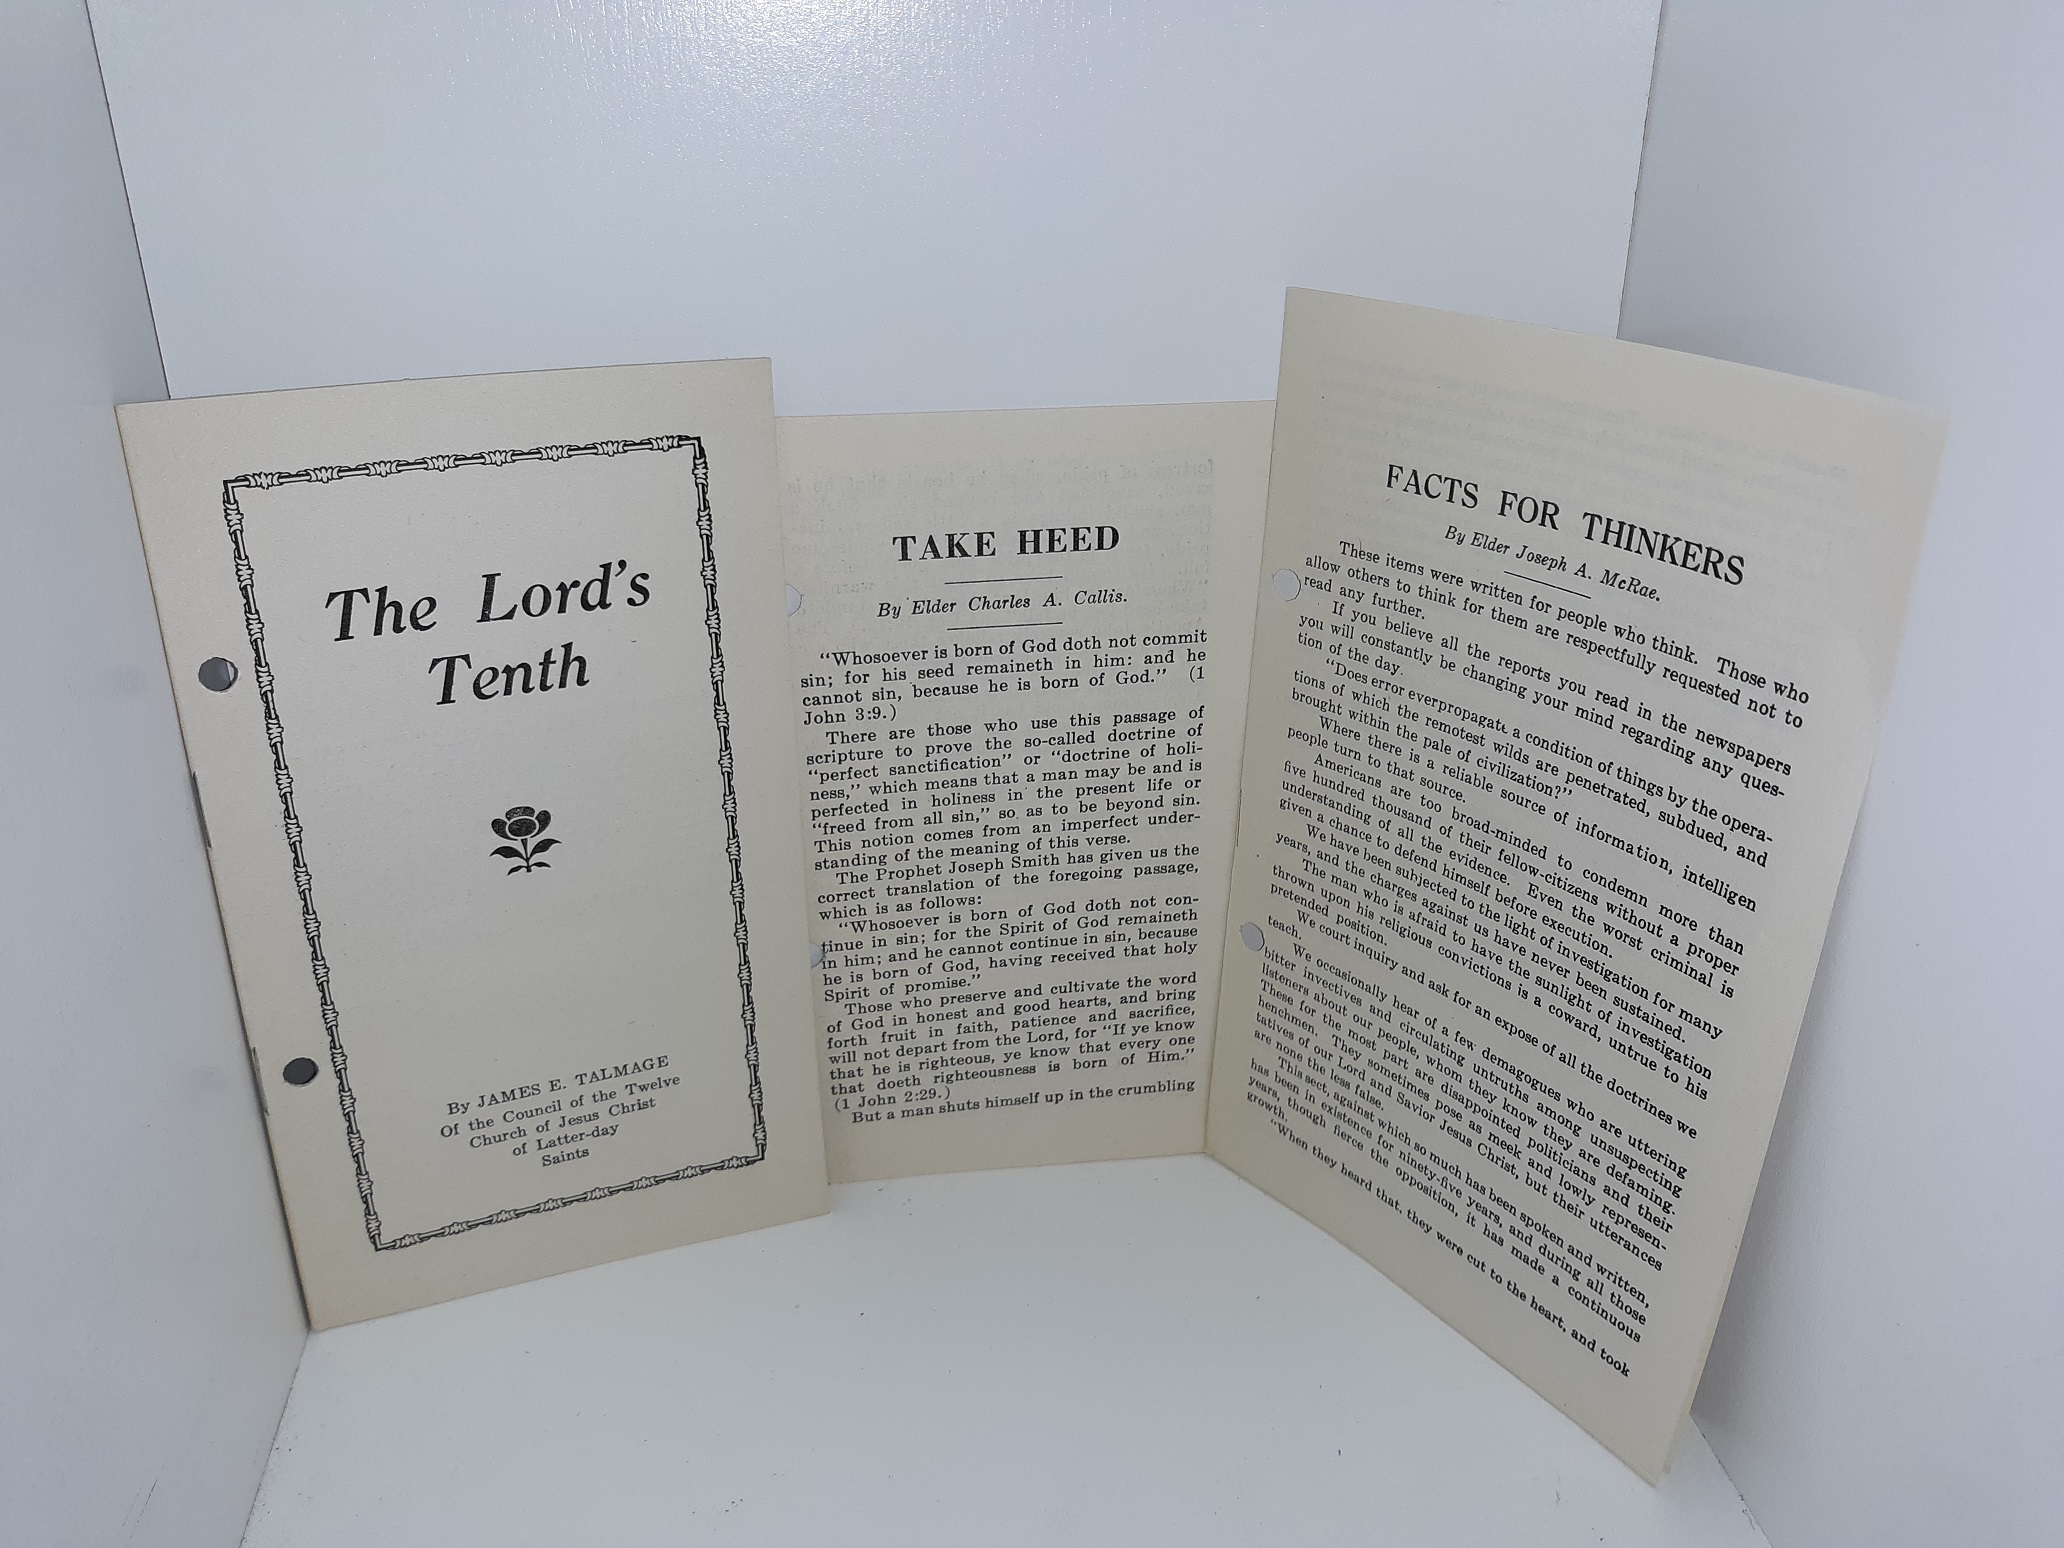 The Lord's
Tenth
By JAMES E. TALMAGE
Of the Council of the Twelve
Church of Jesus Christ
of Latter-day
Saints
TAKE HEED
By Elder Charles A. Callis.
"Whosoever is born of God doth not commit
sin; for his seed remaineth in him: and he
cannot sin, because he is born of God." (1
John 3:9.)
There are those who use this passage of
scripture to prove the so-called doctrine of
"perfect sanctification" or "doctrine of holi-
ness," which means that a man may be and is
perfected in holiness in the present life or
"freed from all sin," so as to be beyond sin.
This notion comes from an imperfect under-
standing of the meaning of this verse.
The Prophet Joseph Smith has given us the
correct translation of the foregoing passage,
which is as follows:
"Whosoever is born of God doth not con-
tinue in sin; for the Spirit of God remaineth
in him; and he cannot continue in sin, because
he is born of God, having received that holy
Spirit of promise."
Those who preserve and cultivate the word
of God in honest and good hearts, and bring
forth fruit in faith, patience and sacrifice,
will not depart from the Lord, for "If ye know
that he is righteous, ye know that every one
that doeth righteousness is born of Him."
(1 John 2:29.)
But a man shuts himself up in the crumbling
FACTS FOR THINKERS
By Elder Joseph A. McRae.
These items were written for people who think. Those who
allow others to think for them are respectfully requested not to
read any further.
If you believe all the reports you read in the newspapers
you will constantly be changing your mind regarding any ques-
tion of the day.
"Does error ever propagate a condition of things by the opera-
tions of which the remotest wilds are penetrated, subdued, and
brought within the pale of civilization?"
Where there is a reliable source of information, intelligen
people turn to that source.
Americans are too broad-minded to condemn more than
five hundred thousand of their fellow-citizens without a proper
understanding of all the evidence. Even the worst criminal is
given a chance to defend himself before execution.
We have been subjected to the light of investigation for many
years, and the charges against us have never been sustained.
The man who is afraid to have the sunlight of investigation
thrown upon his religious convictions is a coward, untrue to his
pretended position.
We court inquiry and ask for an expose of all the doctrines we
teach.
We occasionally hear of a few demagogues who are uttering
bitter invectives and circulating untruths among unsuspecting
listeners about our people, whom they know they are defaming.
These for the most part are disappointed politicians and their
henchmen. They sometimes pose as meek and lowly represen-
tatives of our Lord and Savior Jesus Christ, but their utterances
are none the less false.
This sect, against which so much has been spoken and written,
has been in existence for ninety-five years, and during all those
years, though fierce the opposition, it has made a continuous
growth.
"When they heard that, they were cut to the heart, and took